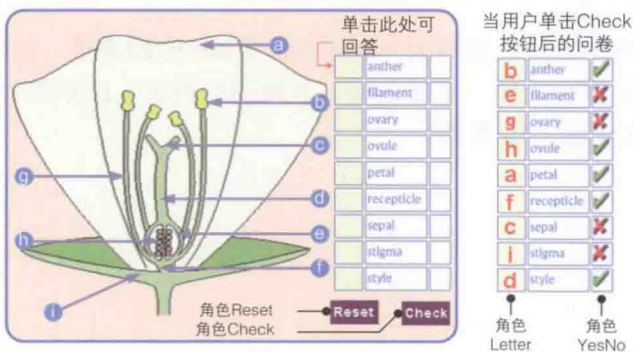 单击此处可
回答
a
b
c
d
e
f
g
h
i
anther
filament
ovary
ovule
petal
recepticle
sepal
stigma
style
角色Reset
角色Check
Reset
Check
当用户单击Check
按钮后的问卷
b anther
e filament
g ovary
h ovule
a petal
f recepticle
c sepal
i stigma
d style
角色
Letter
角色
YesNo